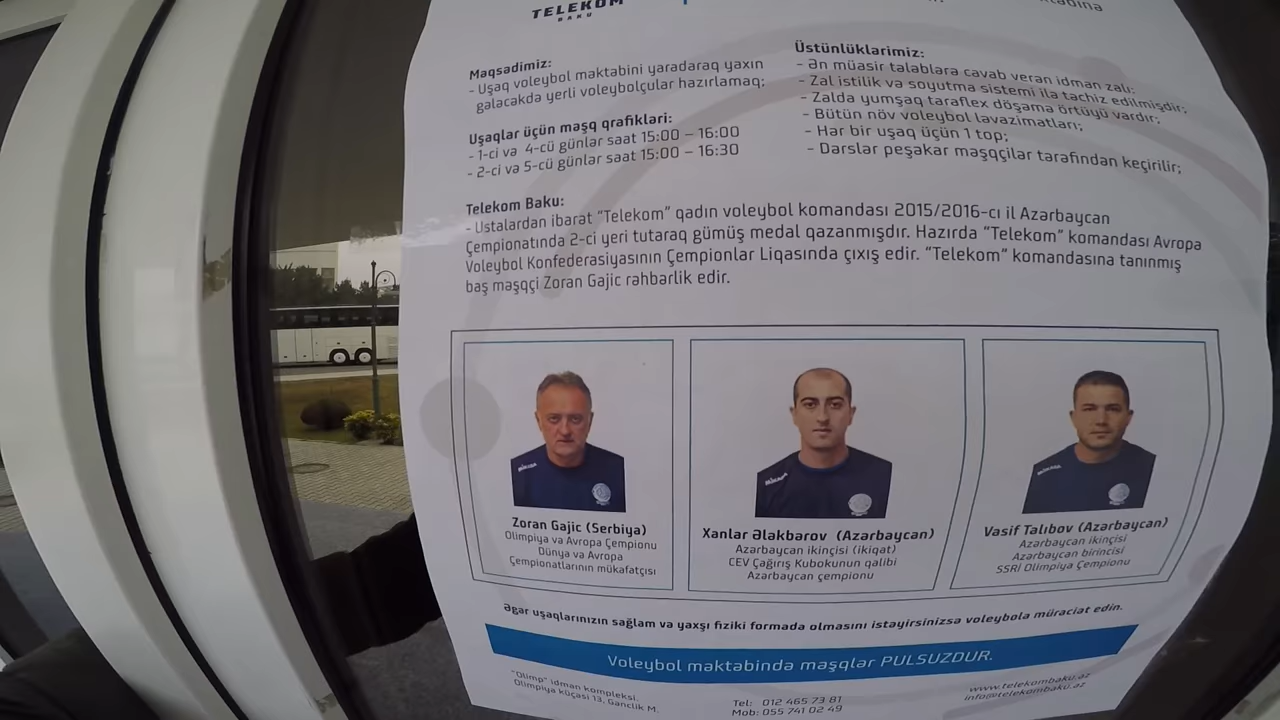 TELEKOM
BAKU
Məqsədimiz:
- Uşaq voleybol məktəbini yaradaraq yaxın
gələcəkdə yerli voleybolçular hazırlamaq;
Uşaqlar üçün məşq qrafikləri:
- 1-ci və 4-cü günlər saat 15:00 – 16:00
- 2-ci və 5-cü günlər saat 15:00 – 16:30
Üstünlüklərimiz:
- Ən müasir tələblərə cavab verən idman zalı;
- Zal istilik və soyutma sistemi ilə təchiz edilmişdir;
- Zalda yumşaq taraflex döşəmə örtüyü vardır;
- Bütün növ voleybol ləvazimatları;
- Hər bir uşaq üçün 1 top;
- Dərslər peşəkar məşqçilər tərəfindən keçirilir;
Telekom Baku:
- Ustalardan ibarət “Telekom” qadın voleybol komandası 2015/2016-cı il Azərbaycan
Çempionatında 2-ci yeri tutaraq gümüş medal qazanmışdır. Hazırda “Telekom” komandası Avropa
Voleybol Konfederasiyasının Çempionlar Liqasında çıxış edir. “Telekom” komandasına tanınmış
baş məşqçi Zoran Gajic rəhbərlik edir.
MIKASA
MIKASA
MIKASA
Zoran Gajic (Serbiya)
Olimpiya və Avropa Çempionu
Dünya və Avropa
Çempionatlarının mükafatçısı
Xanlar Ələkbərov (Azərbaycan)
Azərbaycan ikinçisi (ikiqat)
CEV Çağırış Kubokunun qalibi
Azərbaycan çempionu
Vasif Talıbov (Azərbaycan)
Azərbaycan ikinçisi
Azərbaycan birincisi
SSRİ Olimpiya Çempionu
Əgər uşaqlarınızın sağlam və yaxşı fiziki formada olmasını istəyirsinizsə voleybola müraciət edin.
Voleybol məktəbində məşqlər PULSUZDUR.
"Olimp" idman kompleksi.
Olimpiya küçəsi 13, Gənclik M.
Tel: 012 465 73 81
Mob: 055 741 02 49
www.telekombaku.az
info@telekombaku.az